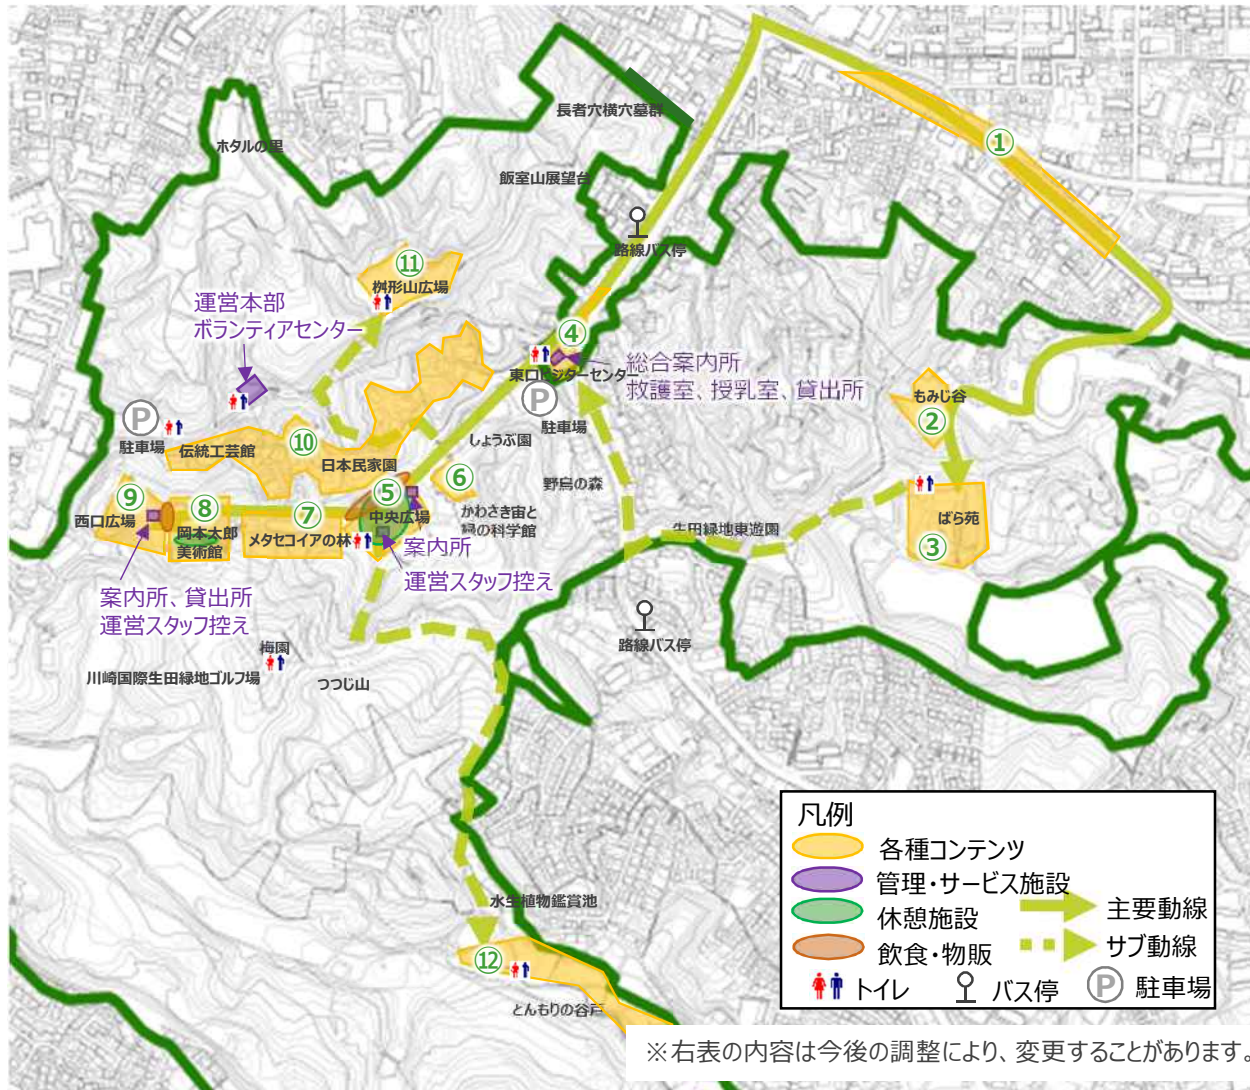 ①
長者穴横穴墓群
ホタルの里
飯室山展望台
路線バス停
⑪
桝形山広場
運営本部
ボランティアセンター
④
東口ビジターセンター
総合案内所
救護室、授乳室、貸出所
もみじ谷
②
P
駐車場
P
駐車場
伝統工芸館
⑩
日本民家園
しょうぶ園
⑥
野鳥の森
かわさき宙と
緑の科学館
⑨
西口広場
⑧
岡本太郎
美術館
⑦
メタセコイアの林
⑤
中央広場
案内所
運営スタッフ控え
生田緑地東遊園
ばら苑
③
案内所、貸出所
運営スタッフ控え
路線バス停
梅園
川崎国際生田緑地ゴルフ場
つつじ山
水生植物鑑賞池
⑫
とんもりの谷戸
凡例
各種コンテンツ
管理・サービス施設
休憩施設
飲食・物販
主要動線
サブ動線
トイレ
バス停
P
駐車場
※右表の内容は今後の調整により、変更することがあります。